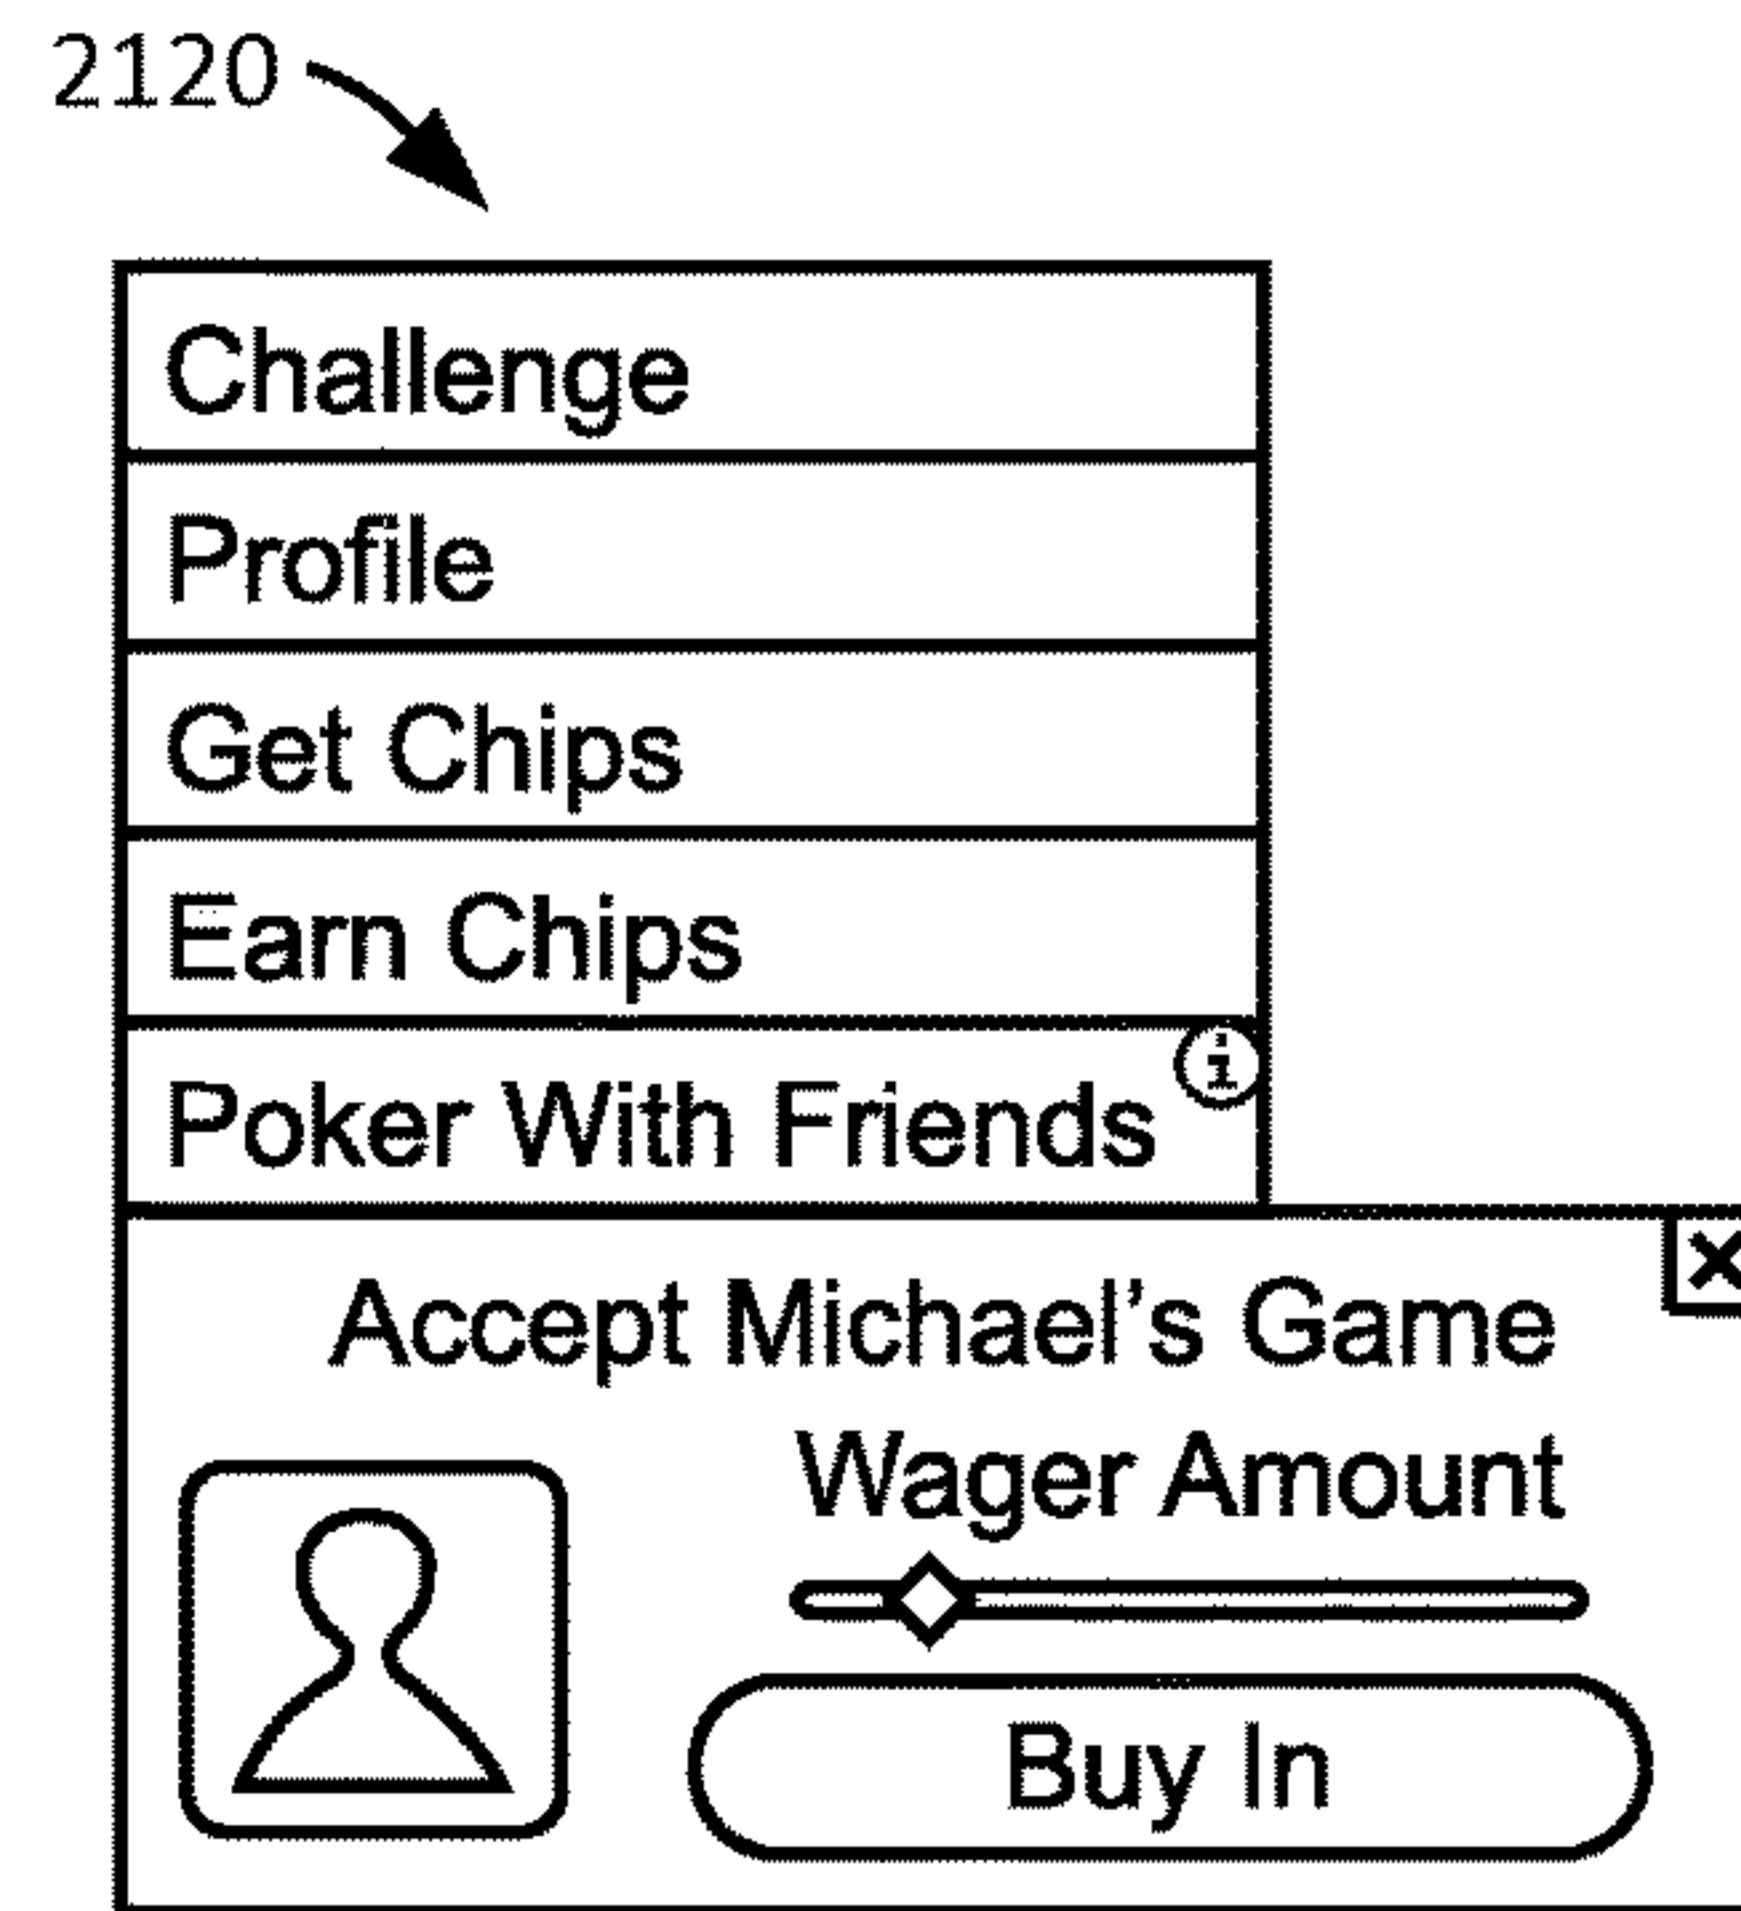 2120
Challenge
Profile
Get Chips
Earn Chips
i
Poker With Friends
X
Accept Michael's Game
Wager Amount
Buy In